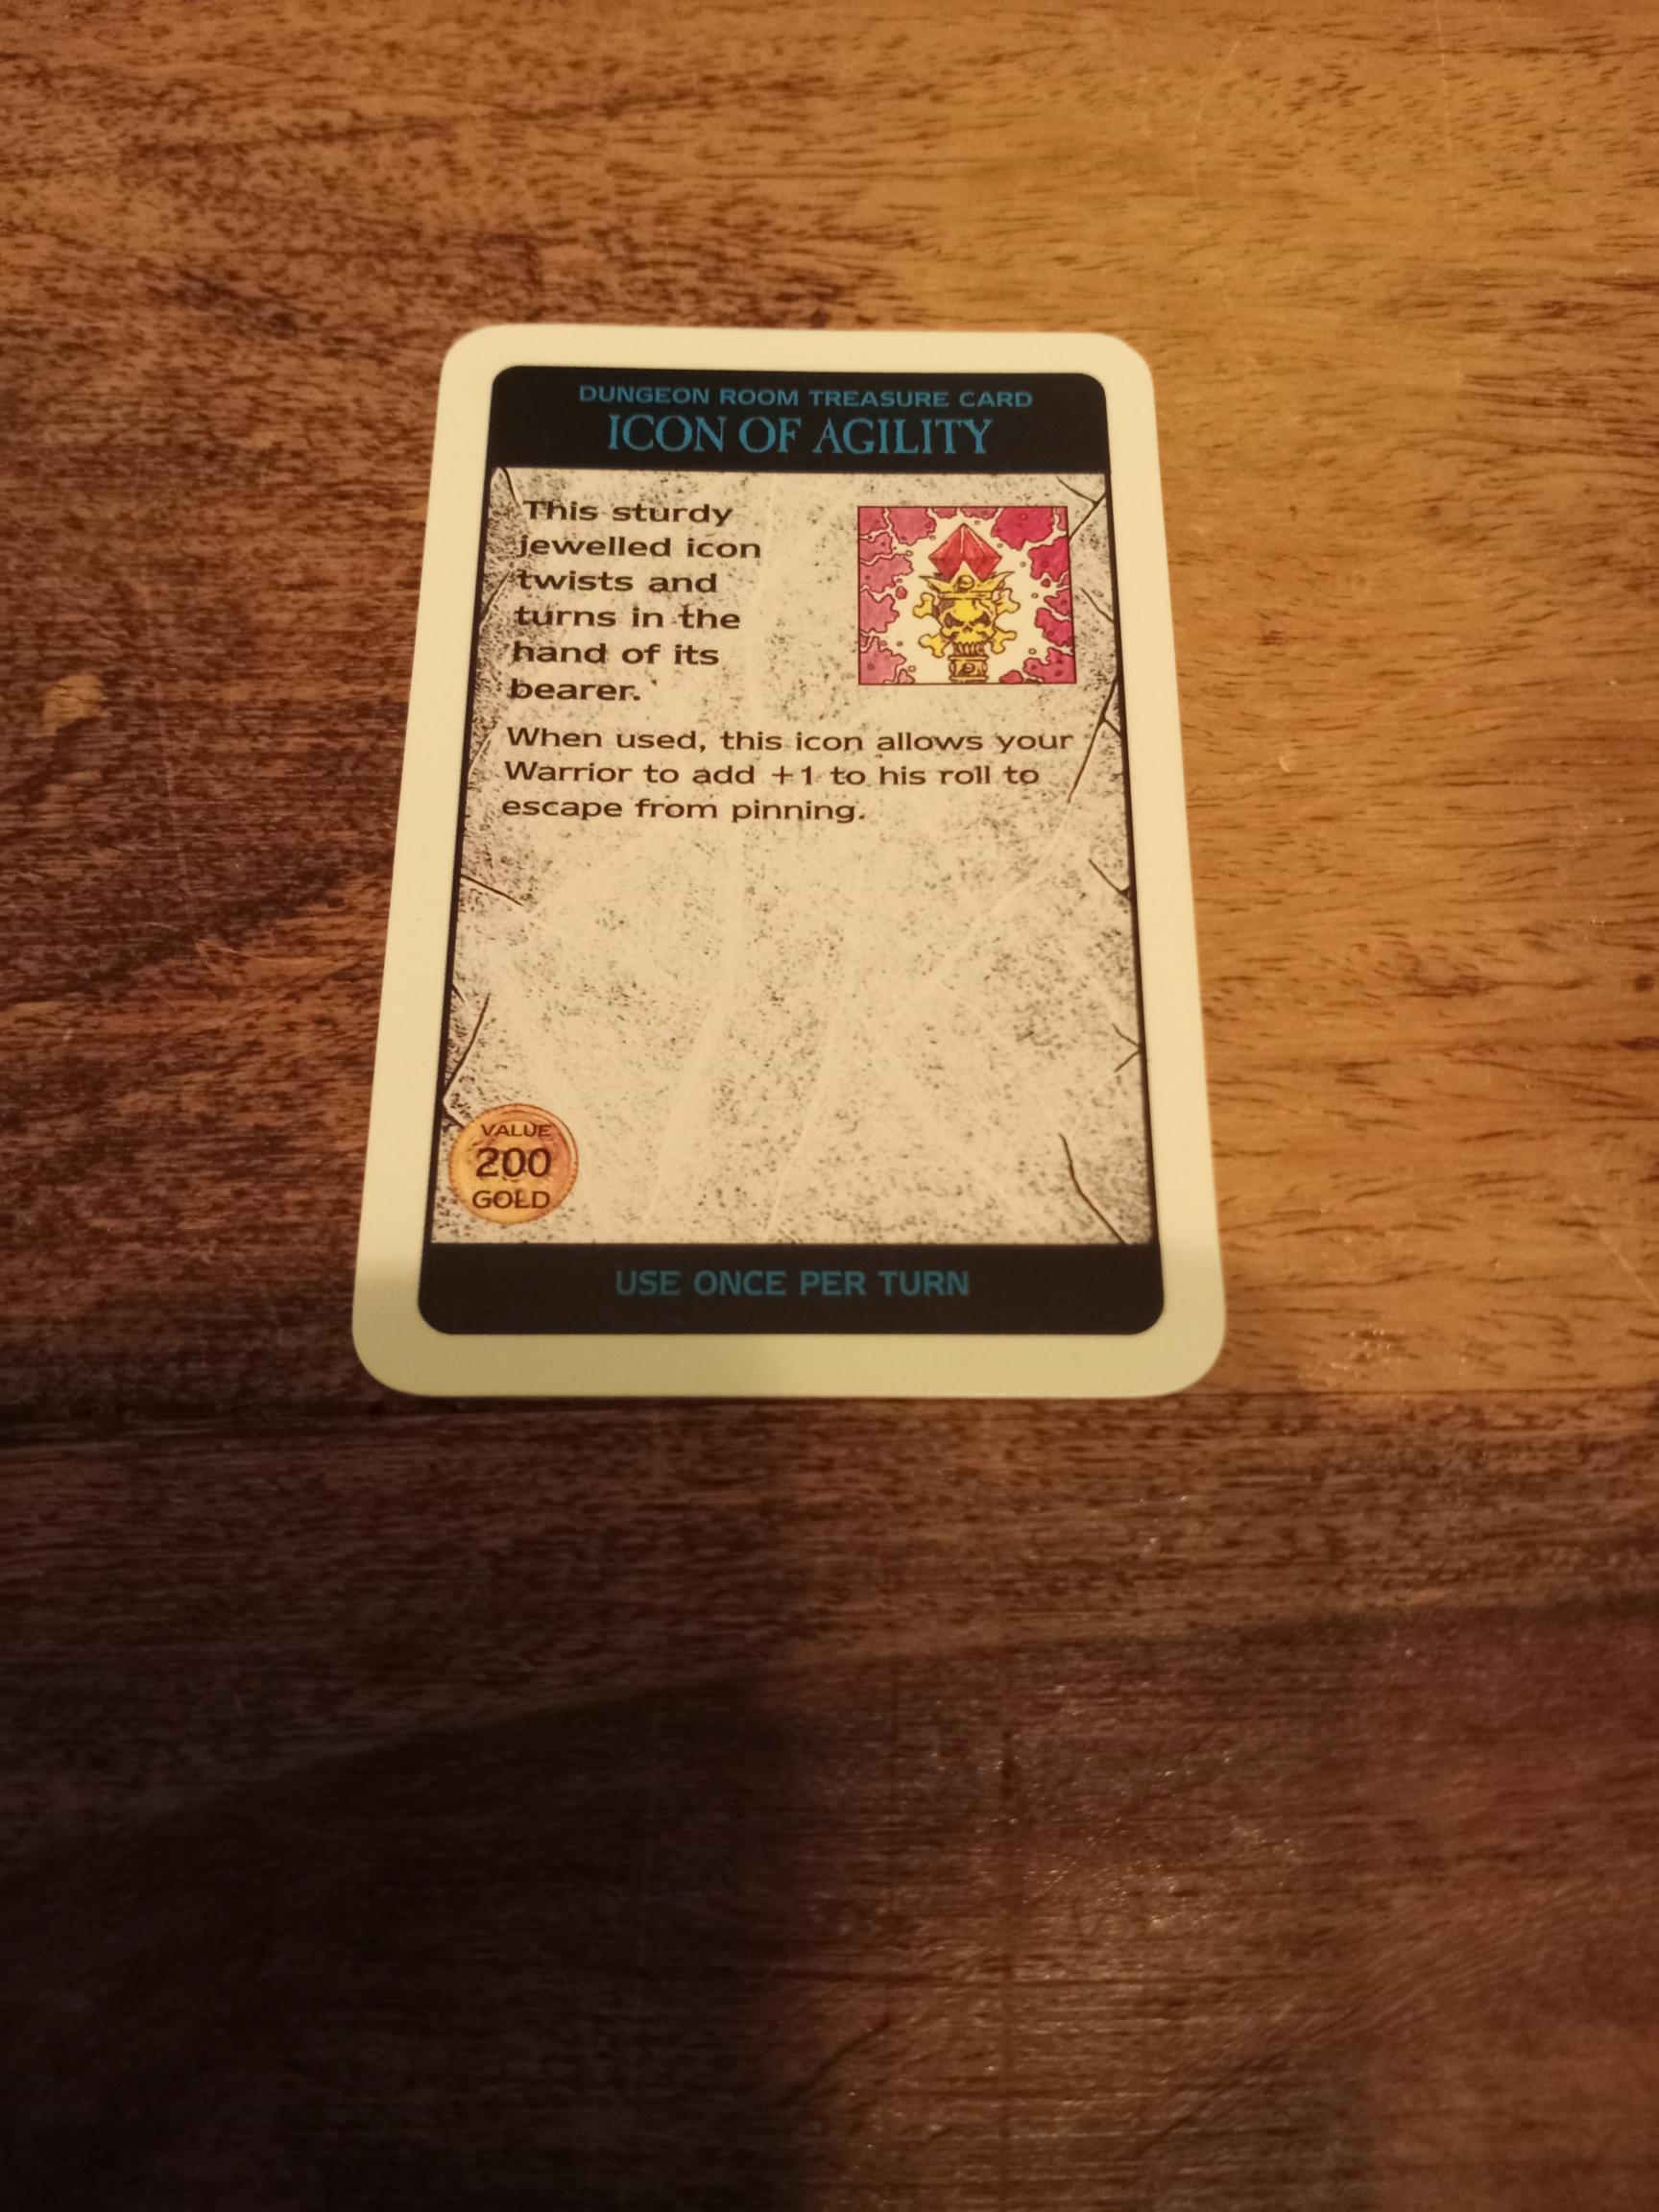 DUNGEON ROOM TREASURE CARD
ICON OF AGILITY
This sturdy
jewelled icon
twists and
turns in the
hand of its
bearer.
When used, this icon allows your
Warrior to add +1 to his roll to
escape from pinning.
VALUE
200
GOLD
USE ONCE PER TURN